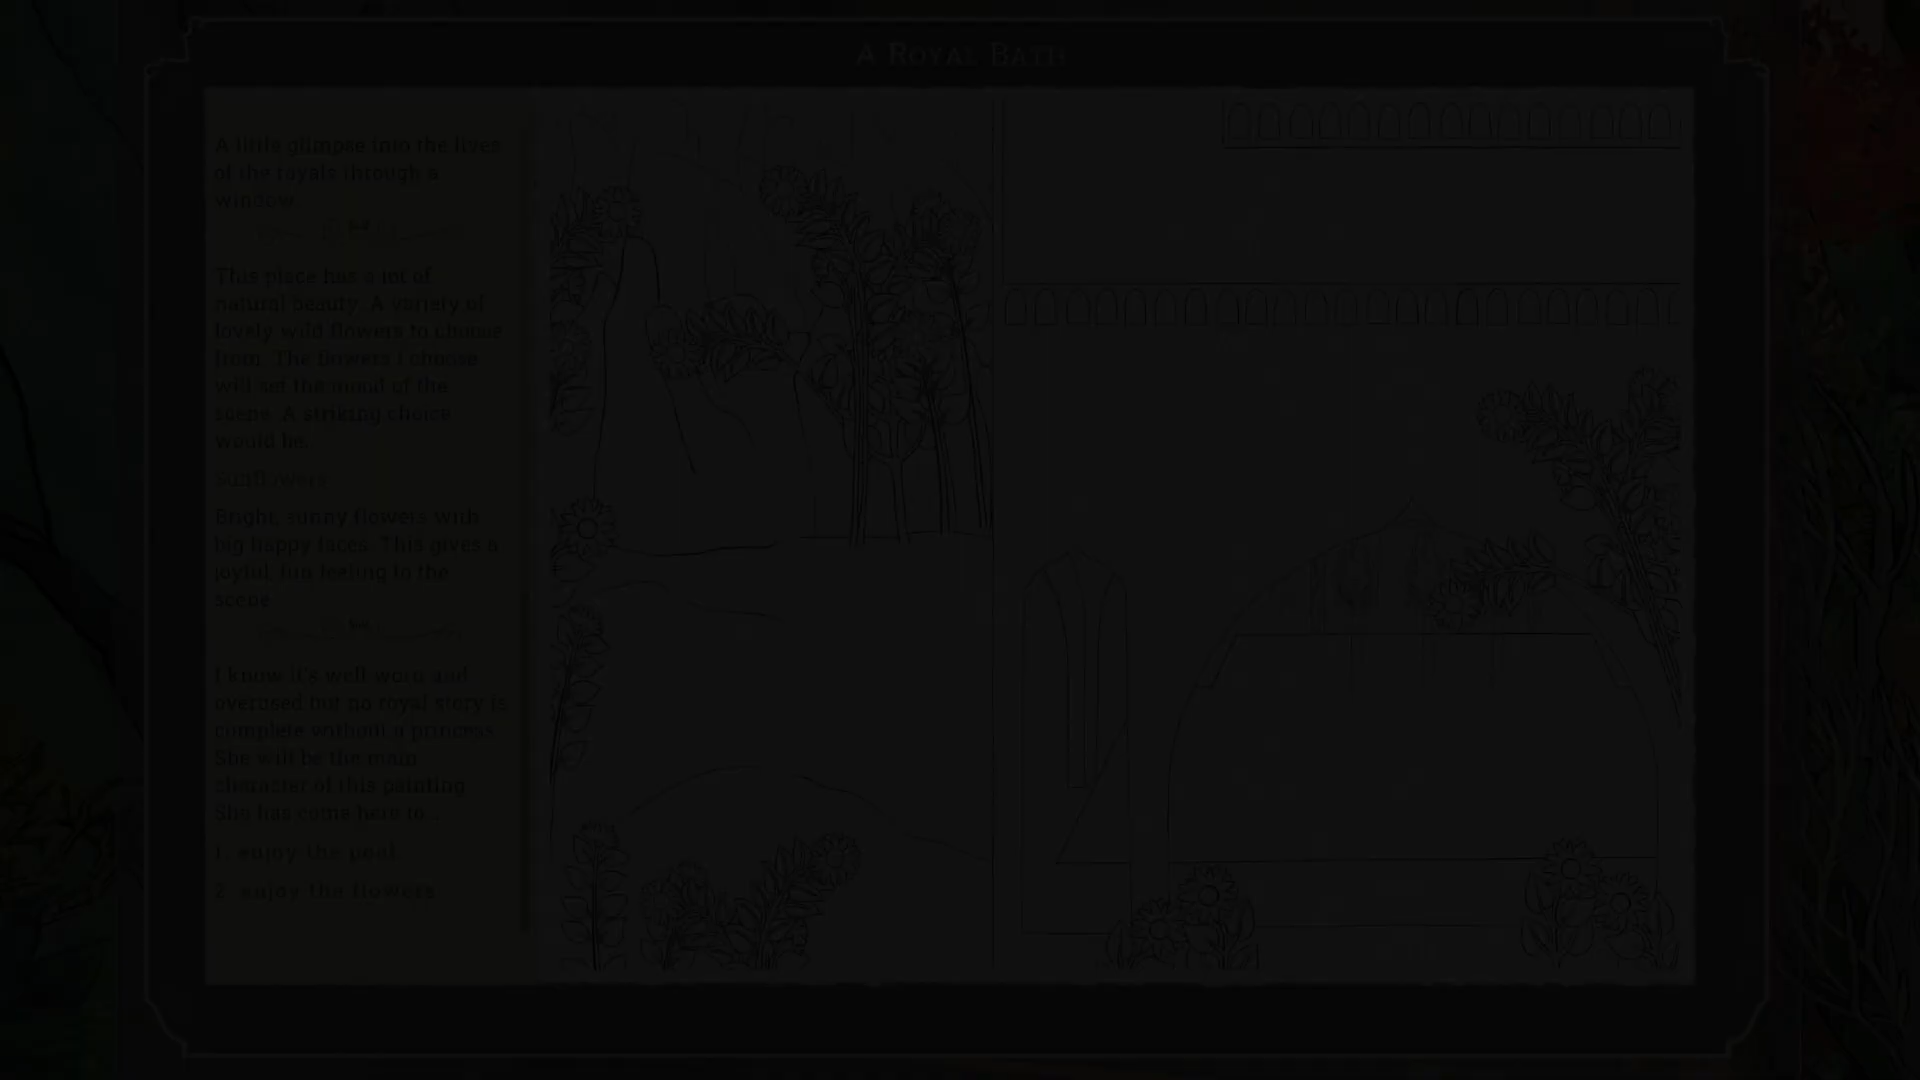 A ROYAL BATH
A little glimpse into the lives
of the royals through a
window.
This place has a lot of
natural beauty. A variety of
lovely wild flowers to choose
from. The flowers I choose
will set the mood of the
scene. A striking choice
would be,
Sunflowers
Bright, sunny flowers with
big happy faces. This gives a
joyful, fun feeling to the
scene.
I know it's well worn and
overused but no royal story is
complete without a princess.
She will be the main
character of this painting.
She has come here to...
1. enjoy the pool
2. enjoy the flowers